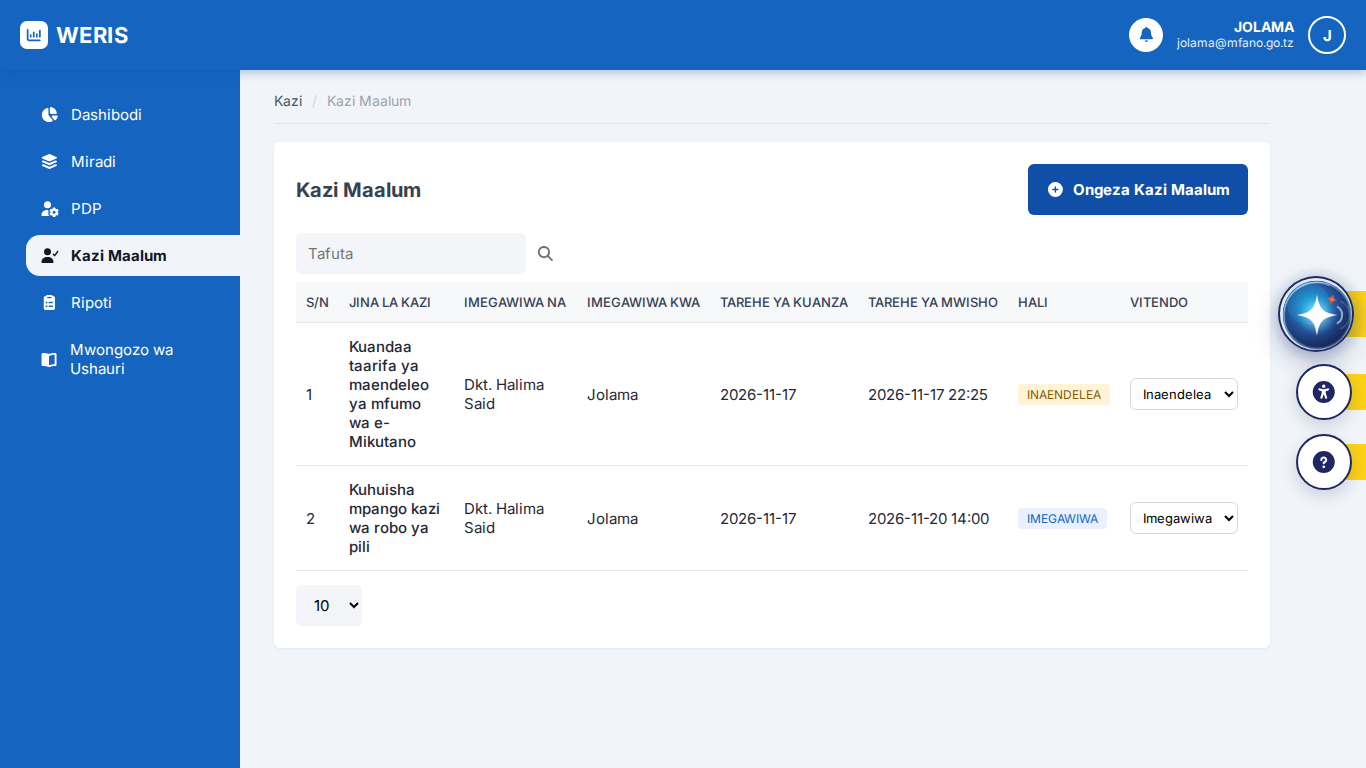 WERIS
JOLAMA
jolama@mfano.go.tz
J
Dashibodi
Miradi
PDP
Kazi Maalum
Ripoti
Mwongozo wa
Ushauri
Kazi / Kazi Maalum
Kazi Maalum
Ongeza Kazi Maalum
Tafuta
S/N JINA LA KAZI IMEGAWIWA NA IMEGAWIWA KWA TAREHE YA KUANZA TAREHE YA MWISHO HALI VITENDO
1
Kuandaa
taarifa ya
maendeleo
ya mfumo
wa e-
Mikutano
Dkt. Halima
Said
Jolama
2026-11-17
2026-11-17 22:25
INAENDELEA
Inaendelea
2
Kuhuisha
mpango kazi
wa robo ya
pili
Dkt. Halima
Said
Jolama
2026-11-17
2026-11-20 14:00
IMEGAWIWA
Imegawiwa
10